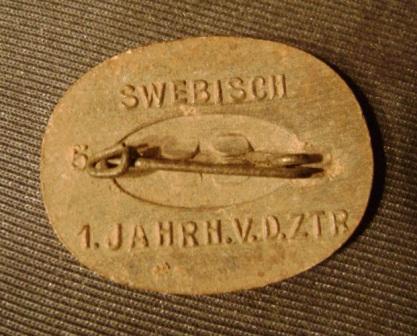 SWEBISCH
5
1. JAHRH. V. D. ZTR